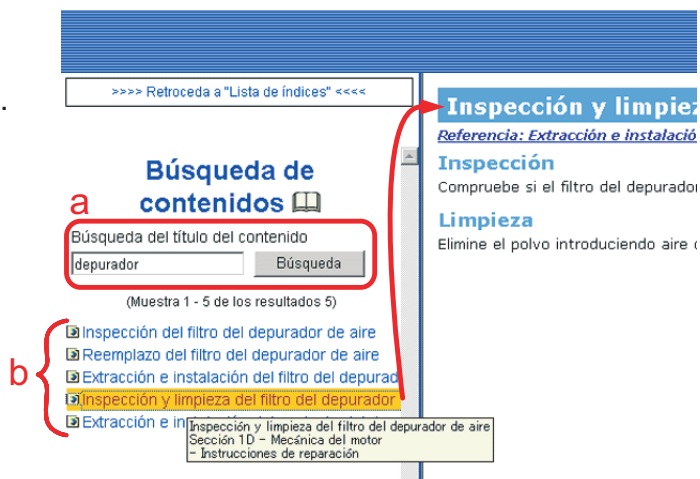 .
>>>> Retroceda a "Lista de índices" <<<<
Búsqueda de
contenidos
a
Búsqueda del título del contenido
depurador
Búsqueda
(Muestra 1 - 5 de los resultados 5)
b
Inspección del filtro del depurador de aire
Reemplazo del filtro del depurador de aire
Extracción e instalación del filtro del depurad
Inspección y limpieza del filtro del depurador
Extracción e in
Inspección y limpieza del filtro del depurador de aire
Sección 1D - Mecánica del motor
- Instrucciones de reparación
Inspección y limpiez
Referencia: Extracción e instalació
Inspección
Compruebe si el filtro del depurador
Limpieza
Elimine el polvo introduciendo aire